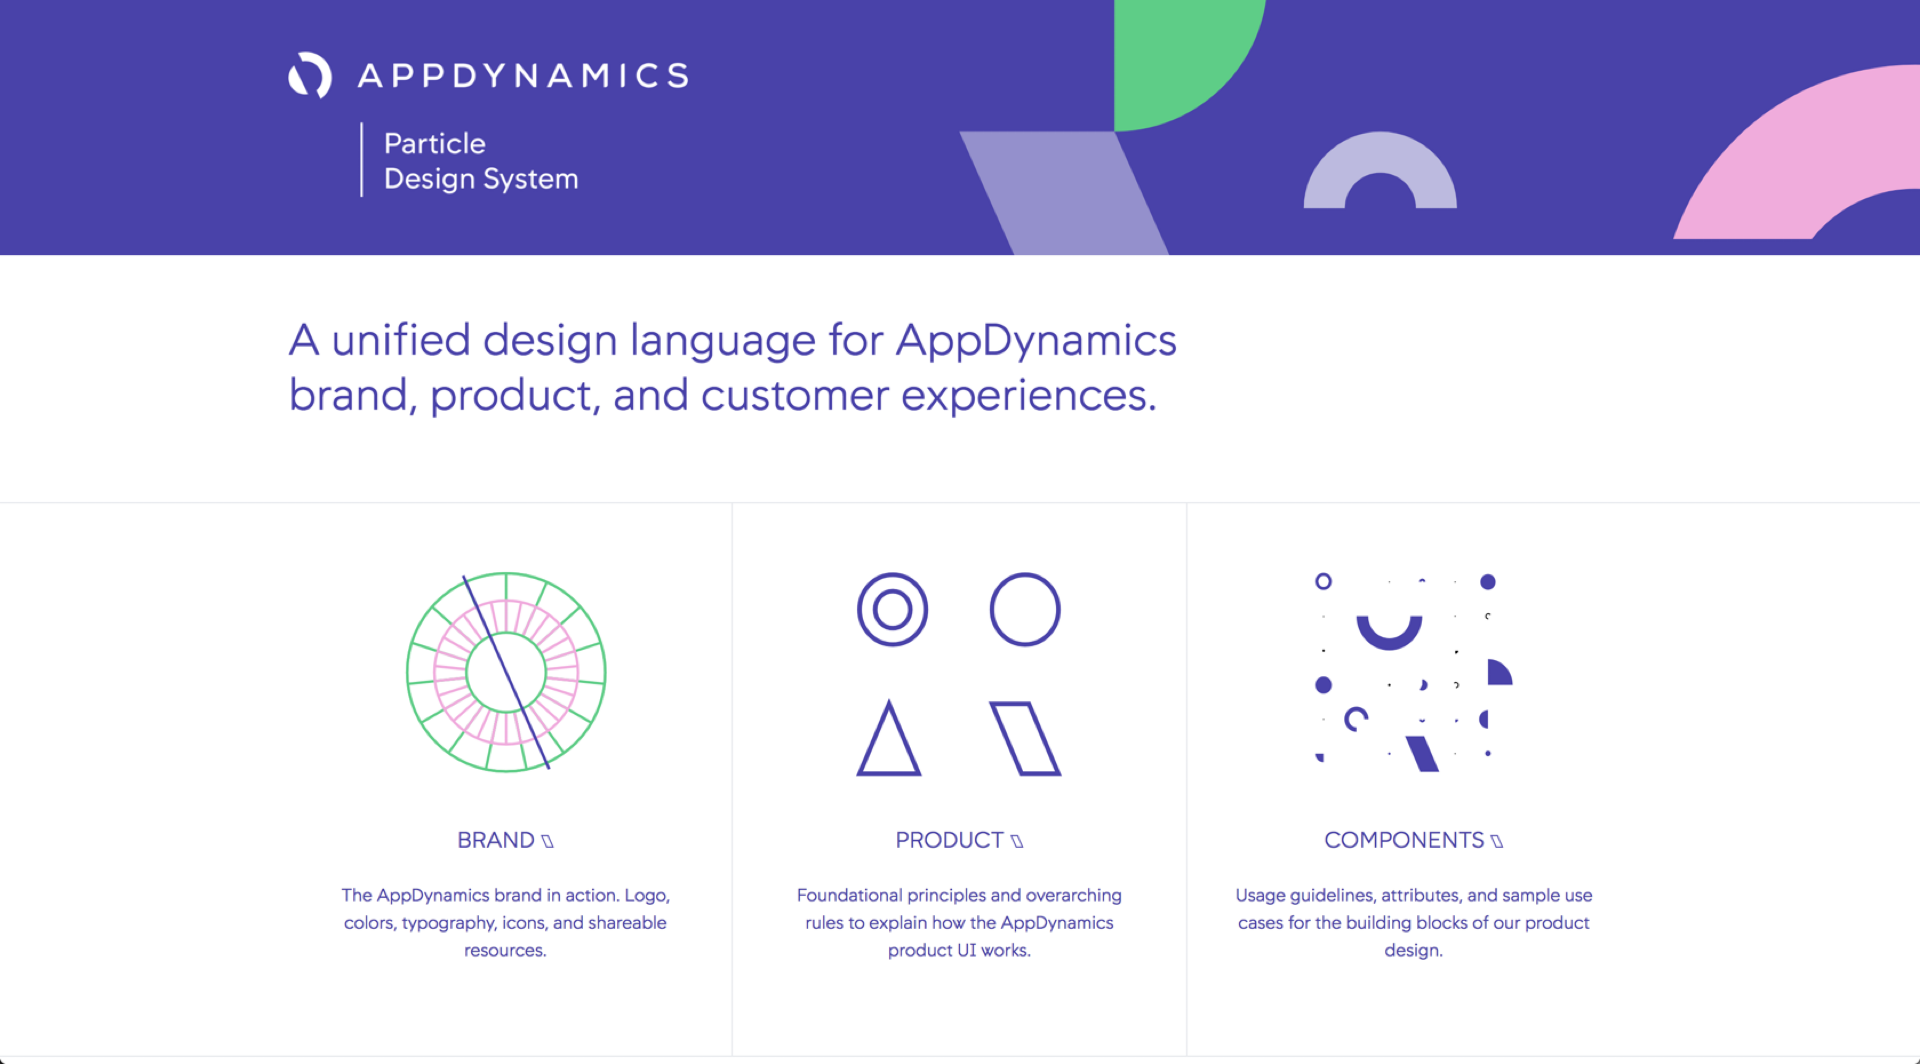 APPDYNAMICS
Particle
Design System
A unified design language for AppDynamics
brand, product, and customer experiences.
BRAND
The AppDynamics brand in action. Logo,
colors, typography, icons, and shareable
resources.
PRODUCT
Foundational principles and overarching
rules to explain how the AppDynamics
product UI works.
COMPONENTS
Usage guidelines, attributes, and sample use
cases for the building blocks of our product
design.